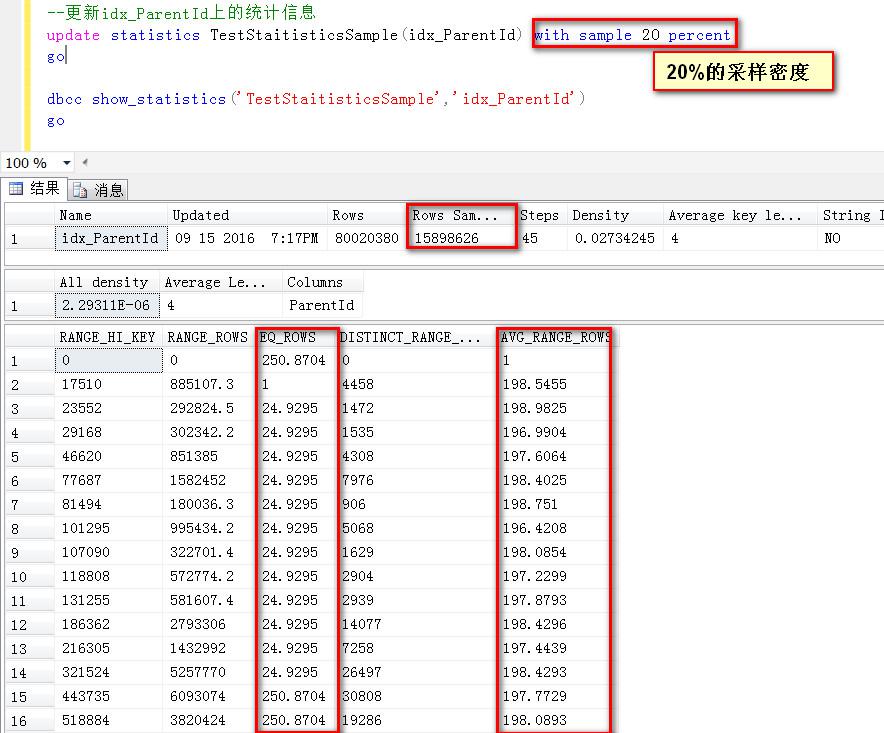 --更新idx_ParentId上的统计信息
update statistics TestStaitisticsSample(idx_ParentId) with sample 20 percent
go
20%的采样密度
dbcc show_statistics('TestStaitisticsSample','idx_ParentId')
go
100 %
结果 消息
Name Updated Rows Rows Sam... Steps Density Average key le... String I
1 idx_ParentId 09 15 2016 7:17PM 80020380 15898626 45 0.02734245 4 NO
All density Average Le... Columns
1 2.29311E-06 4 ParentId
RANGE_HI_KEY RANGE_ROWS EQ_ROWS DISTINCT_RANGE_... AVG_RANGE_ROWS
1 0 0 250.8704 0 1
2 17510 885107.3 1 4458 198.5455
3 23552 292824.5 24.9295 1472 198.9825
4 29168 302342.2 24.9295 1535 196.9904
5 46620 851385 24.9295 4308 197.6064
6 77687 1582452 24.9295 7976 198.4025
7 81494 180036.3 24.9295 906 198.751
8 101295 995434.2 24.9295 5068 196.4208
9 107090 322701.4 24.9295 1629 198.0854
10 118808 572774.2 24.9295 2904 197.2299
11 131255 581607.4 24.9295 2939 197.8793
12 186362 2793306 24.9295 14077 198.4296
13 216305 1432992 24.9295 7258 197.4439
14 321524 5257770 24.9295 26497 198.4293
15 443735 6093074 250.8704 30808 197.7729
16 518884 3820424 250.8704 19286 198.0893